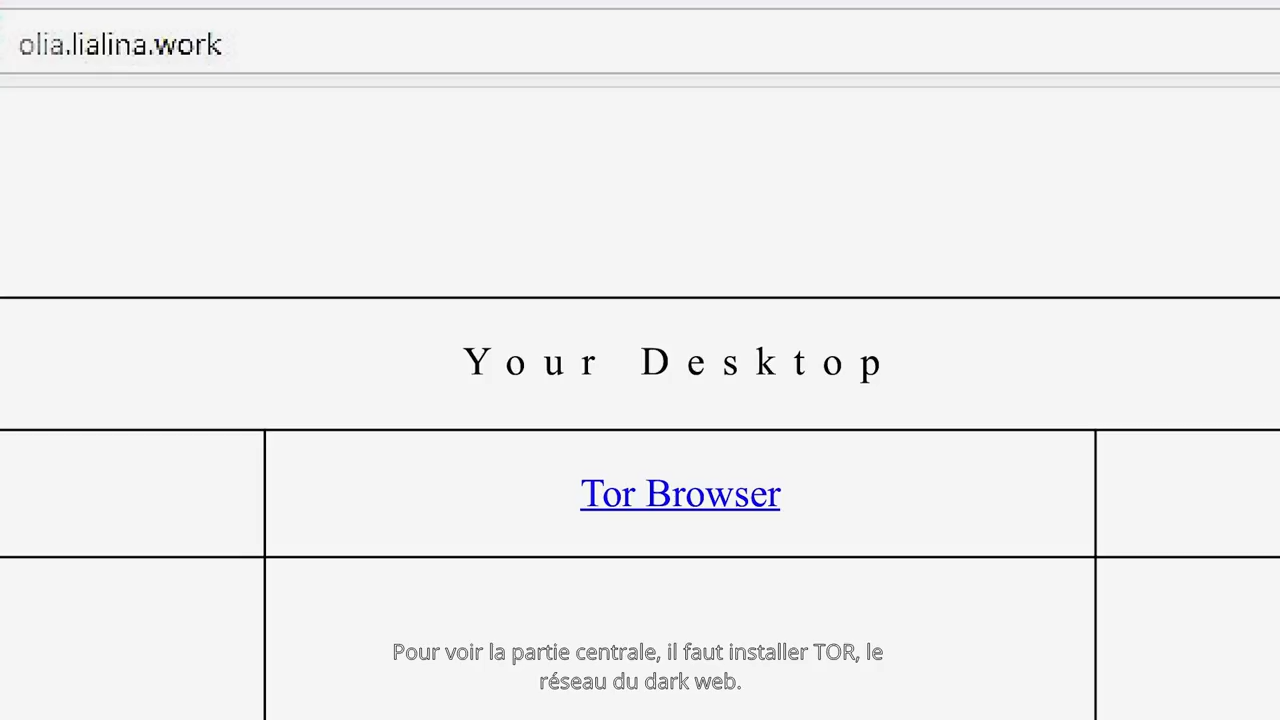 olia.lialina.work
Your Desktop
Tor Browser
Pour voir la partie centrale, il faut installer TOR, le
réseau du dark web.